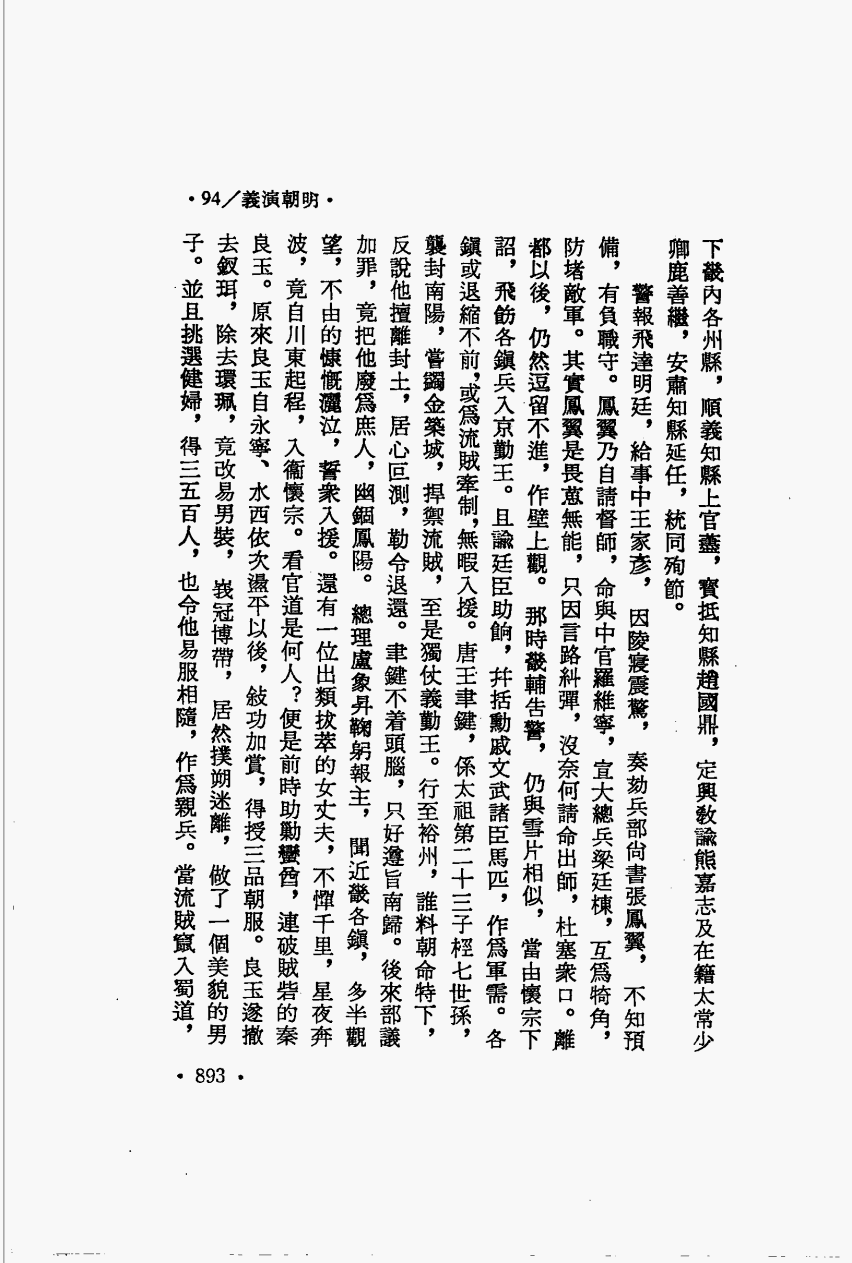 ·94／義演朝明·
下畿內各州縣，順義知縣上官藎，寶抵知縣趙國鼎，定興敎諭熊嘉志及在籍太常少
卿鹿善繼，安肅知縣延任，統同殉節。
警報飛達明廷，給事中王家彥，因陵寢震驚，奏劾兵部尙書張鳳翼，不知預
備，有負職守。鳳翼乃自請督師，命與中官羅維寧，宣大總兵梁廷棟，互爲犄角，
防堵敵軍。其實鳳翼是畏葸無能，只因言路糾彈，沒奈何請命出師，杜塞衆口。離
都以後，仍然逗留不進，作壁上觀。那時畿輔告警，仍與雪片相似，當由懷宗下
詔，飛飭各鎭兵入京勤王。且諭廷臣助餉，幷括勳戚文武諸臣馬匹，作爲軍需。各
鎭或退縮不前，或爲流賊牽制，無暇入援。唐王聿鍵，係太祖第二十三子桱七世孫，
襲封南陽，嘗蠲金築城，捍禦流賊，至是獨仗義勤王。行至裕州，誰料朝命特下，
反說他擅離封土，居心叵測，勒令退還。聿鍵不着頭腦，只好遵旨南歸。後來部議
加罪，竟把他廢爲庶人，幽錮鳳陽。總理盧象昇鞠躬報主，聞近畿各鎭，多半觀
望，不由的慷慨灑泣，誓衆入援。還有一位出類拔萃的女丈夫，不憚千里，星夜奔
波，竟自川東起程，入衞懷宗。看官道是何人？便是前時助勦蠻酋，連破賊砦的秦
良玉。原來良玉自永寧、水西依次盪平以後，敍功加賞，得授三品朝服。良玉遂撤
去釵珥，除去環珮，竟改易男裝，峩冠博帶，居然撲朔迷離，做了一個美貌的男
子。並且挑選健婦，得三五百人，也令他易服相隨，作爲親兵。當流賊竄入蜀道，
·893·